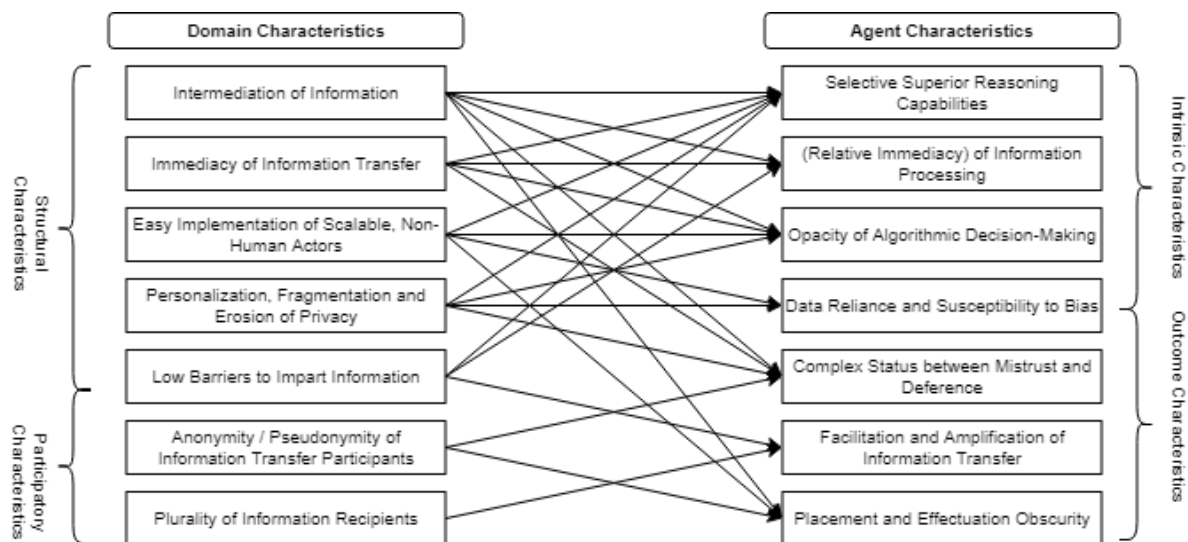 Domain Characteristics
Agent Characteristics
Structural
Characteristics
Participatory
Characteristics
Intermediation of Information
Immediacy of Information Transfer
Easy Implementation of Scalable, Non-
Human Actors
Personalization, Fragmentation and
Erosion of Privacy
Low Barriers to Impart Information
Anonymity / Pseudonymity of
Information Transfer Participants
Plurality of Information Recipients
Selective Superior Reasoning
Capabilities
(Relative Immediacy) of Information
Processing
Opacity of Algorithmic Decision-Making
Data Reliance and Susceptibility to Bias
Complex Status between Mistrust and
Deference
Facilitation and Amplification of
Information Transfer
Placement and Effectuation Obscurity
Intrinsic Characteristics
Outcome Characteristics